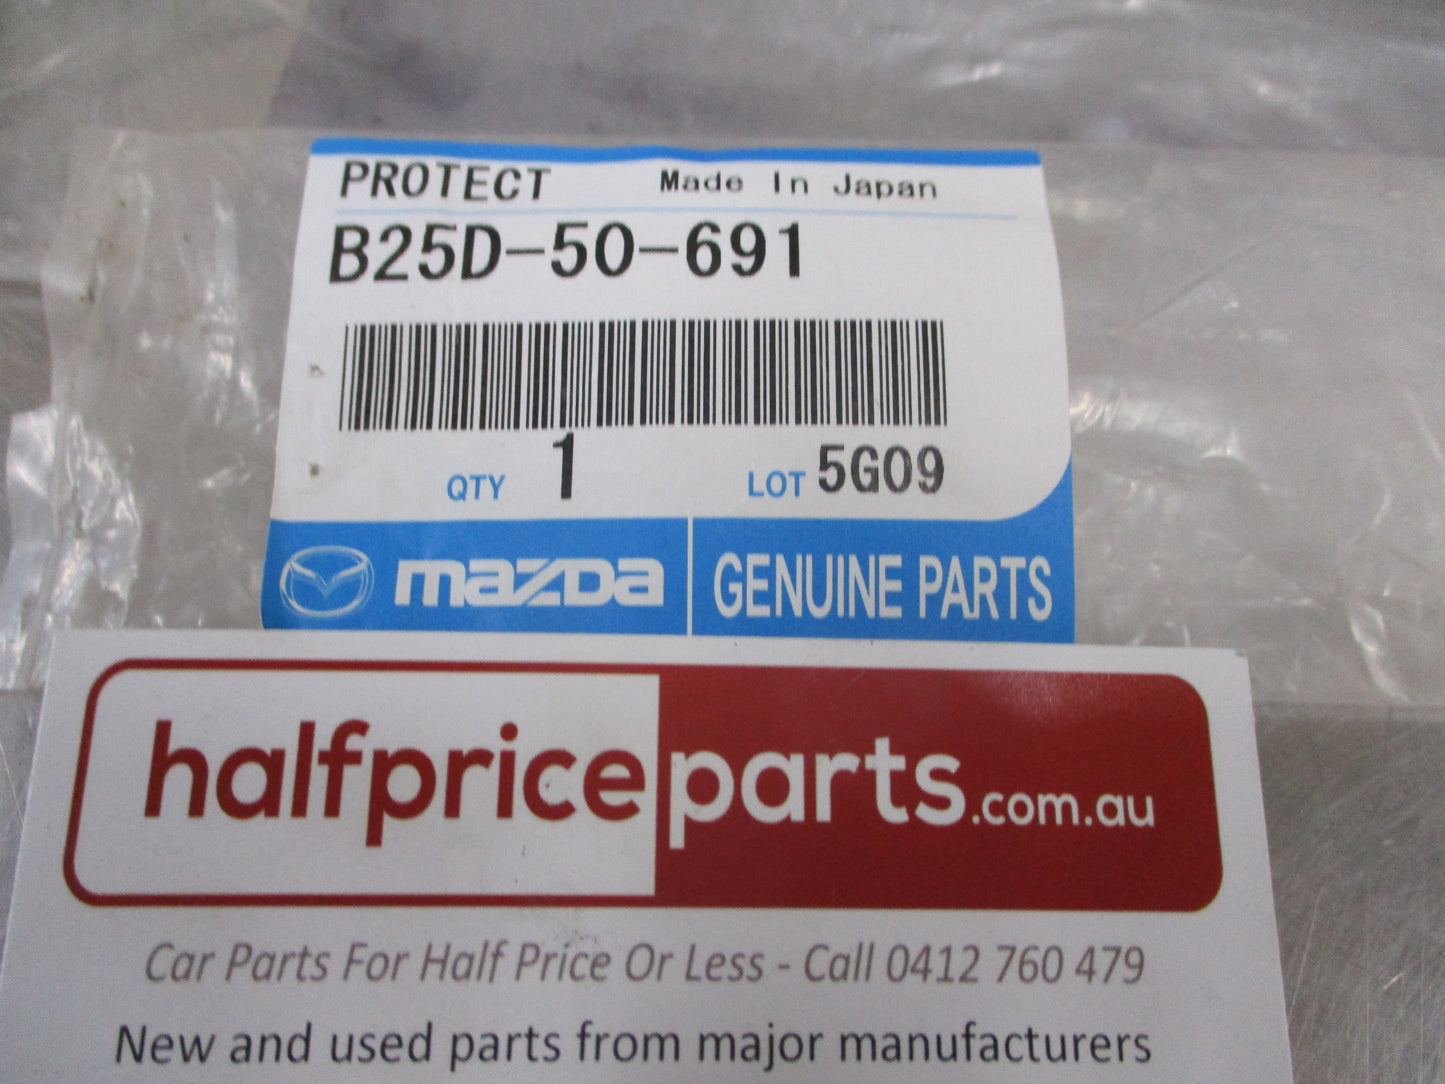 PROTECT Made In Japan
B25D-50-691
QTY 1 LOT 5G09
mazda GENUINE PARTS
halfpriceparts.com.au
Car Parts For Half Price Or Less - Call 0412 760 479
New and used parts from major manufacturers